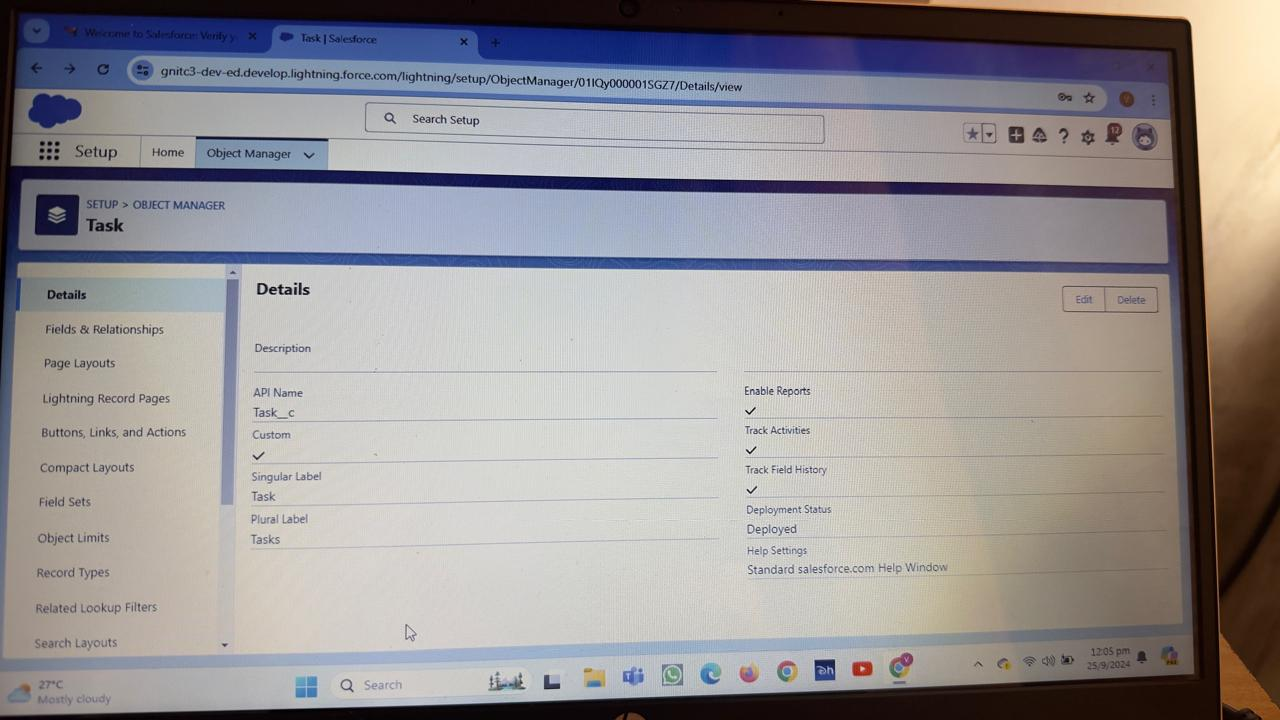 Welcome to Salesforce: Verify y
Task | Salesforce
gnitc3-dev-ed.develop.lightning.force.com/lightning/setup/ObjectManager/01IQy000001SGZ7/Details/view
Search Setup
12
Setup
Home
Object Manager
SETUP > OBJECT MANAGER
Task
Details
Fields & Relationships
Page Layouts
Lightning Record Pages
Buttons, Links, and Actions
Compact Layouts
Field Sets
Object Limits
Record Types
Related Lookup Filters
Search Layouts
Details
Edit
Delete
Description
API Name
Task__c
Custom
Singular Label
Task
Plural Label
Tasks
Enable Reports
Track Activities
Track Field History
Deployment Status
Deployed
Help Settings
Standard salesforce.com Help Window
27°C
Mostly cloudy
Search
Dh
V
12:05 pm
25/9/2024